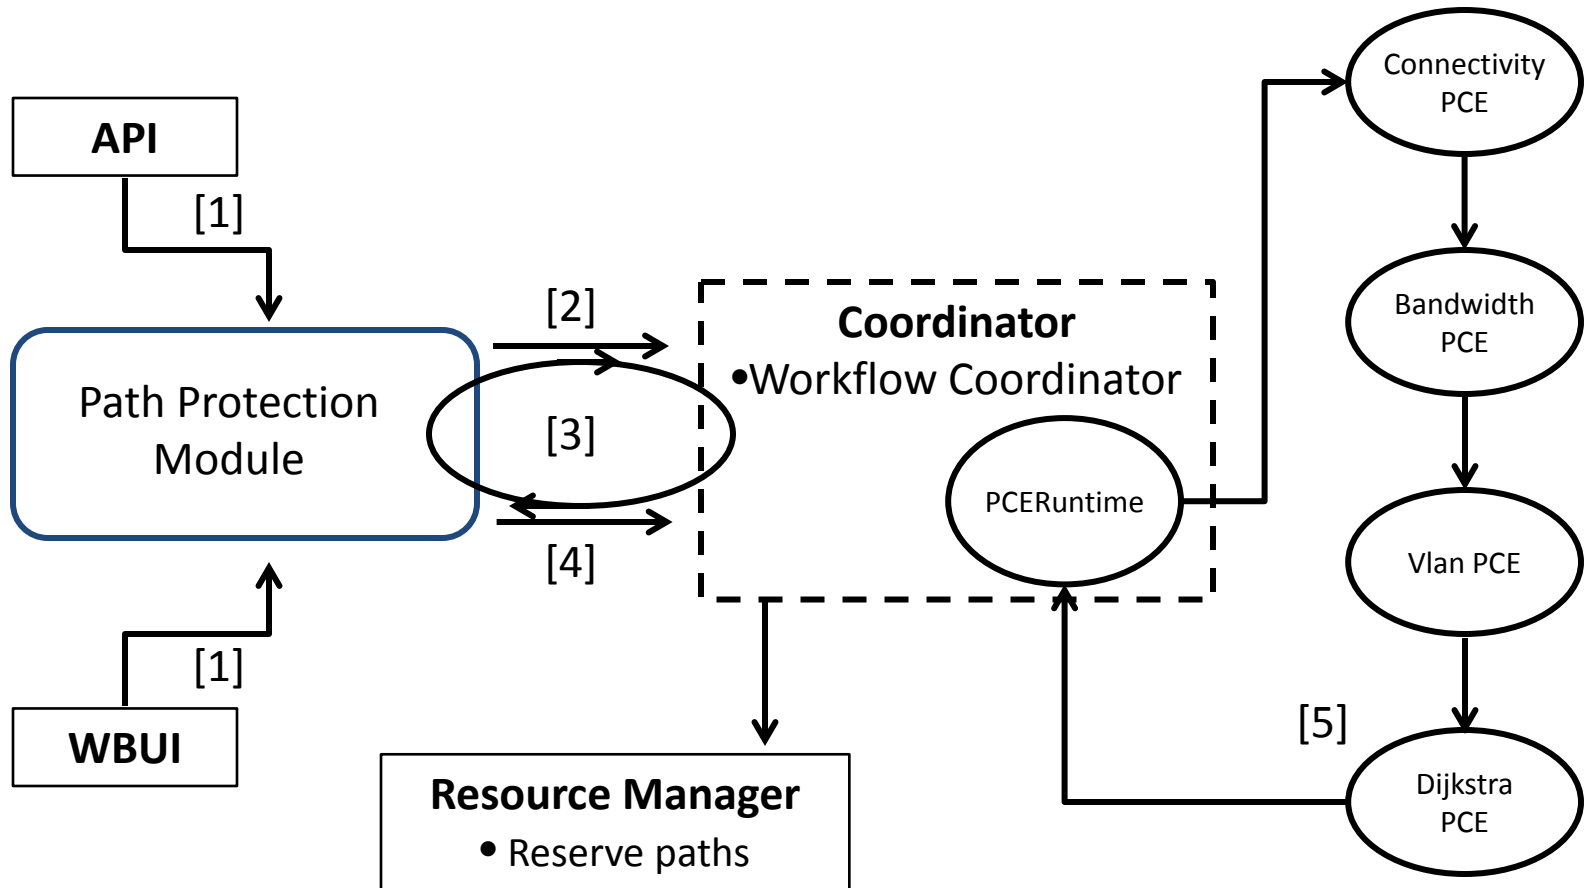 API
[1]
Path Protection
Module
[1]
WBUI
[2]
[3]
[4]
Coordinator
•Workflow Coordinator
PCERuntime
Resource Manager
• Reserve paths
Connectivity
PCE
Bandwidth
PCE
Vlan PCE
[5]
Dijkstra
PCE